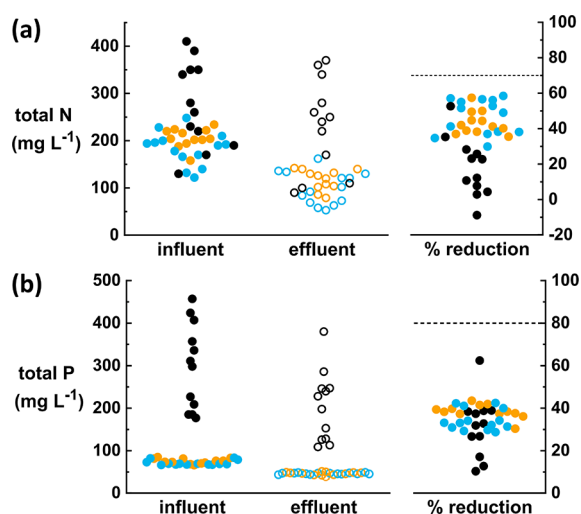 (a)
total N
(mg L⁻¹)
400
300
200
100
0
influent
effluent
100
80
60
40
20
0
-20
% reduction
(b)
total P
(mg L⁻¹)
500
400
300
200
100
0
influent
effluent
100
80
60
40
20
0
% reduction